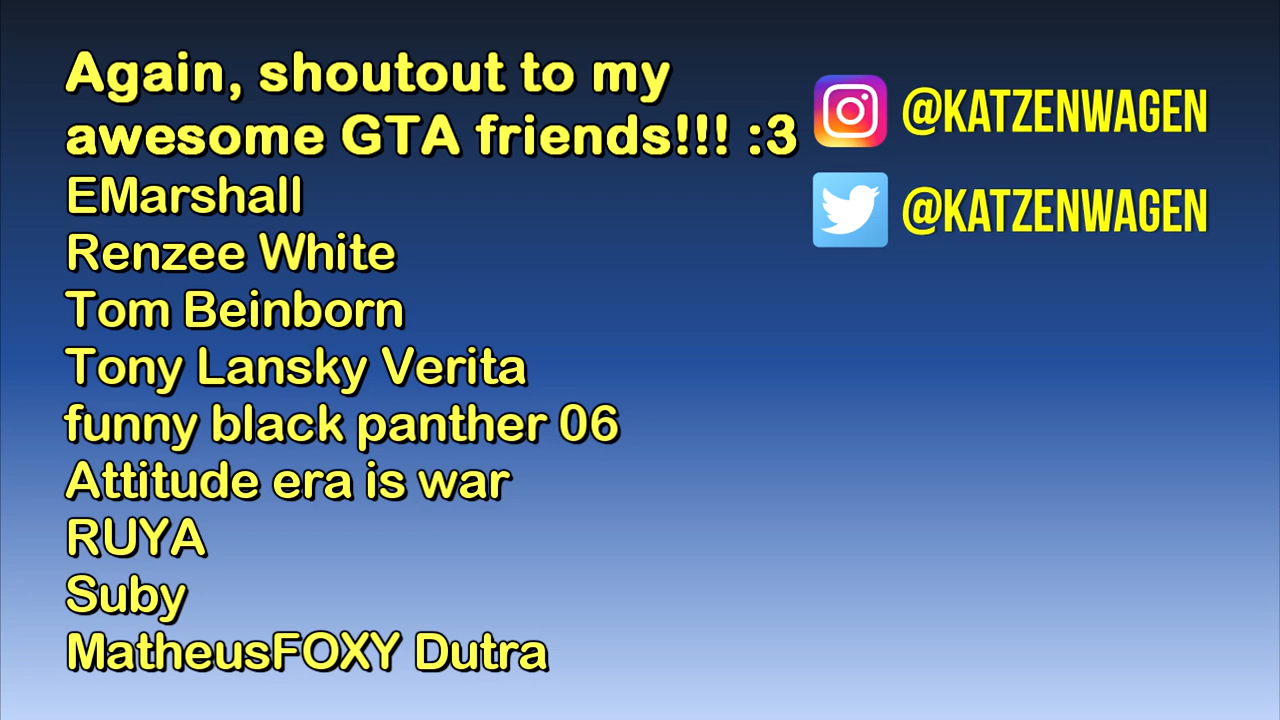 Again, shoutout to my
awesome GTA friends!!! :3
EMarshall
Renzee White
Tom Beinborn
Tony Lansky Verita
funny black panther 06
Attitude era is war
RUYA
Suby
MatheusFOXY Dutra
@KATZENWAGEN
@KATZENWAGEN